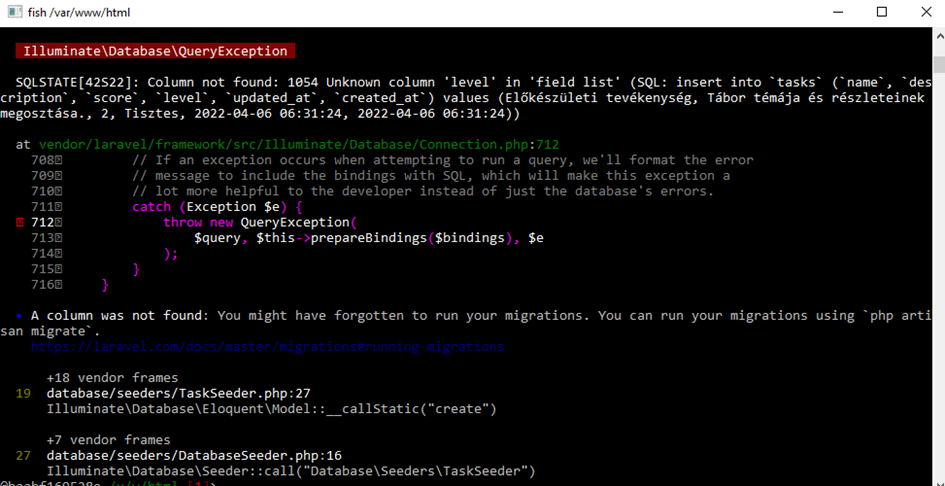 fish /var/www/html
Illuminate\Database\QueryException
SQLSTATE[42S22]: Column not found: 1054 Unknown column 'level' in 'field list' (SQL: insert into `tasks` (`name`, `des
cription`, `score`, `level`, `updated_at`, `created_at`) values (Előkészületi tevékenység, Tábor témája és részleteinek
megosztása., 2, Tisztes, 2022-04-06 06:31:24, 2022-04-06 06:31:24))
at vendor/laravel/framework/src/Illuminate/Database/Connection.php:712
708 // If an exception occurs when attempting to run a query, we'll format the error
709 // message to include the bindings with SQL, which will make this exception a
710 // lot more helpful to the developer instead of just the database's errors.
711 catch (Exception $e) {
712 throw new QueryException(
713 $query, $this->prepareBindings($bindings), $e
714 );
715 }
716 }
• A column was not found: You might have forgotten to run your migrations. You can run your migrations using `php arti
san migrate`.
https://laravel.com/docs/master/migrations#running-migrations
+18 vendor frames
19 database/seeders/TaskSeeder.php:27
Illuminate\Database\Eloquent\Model::__callStatic("create")
+7 vendor frames
27 database/seeders/DatabaseSeeder.php:16
Illuminate\Database\Seeder::call("Database\Seeders\TaskSeeder")